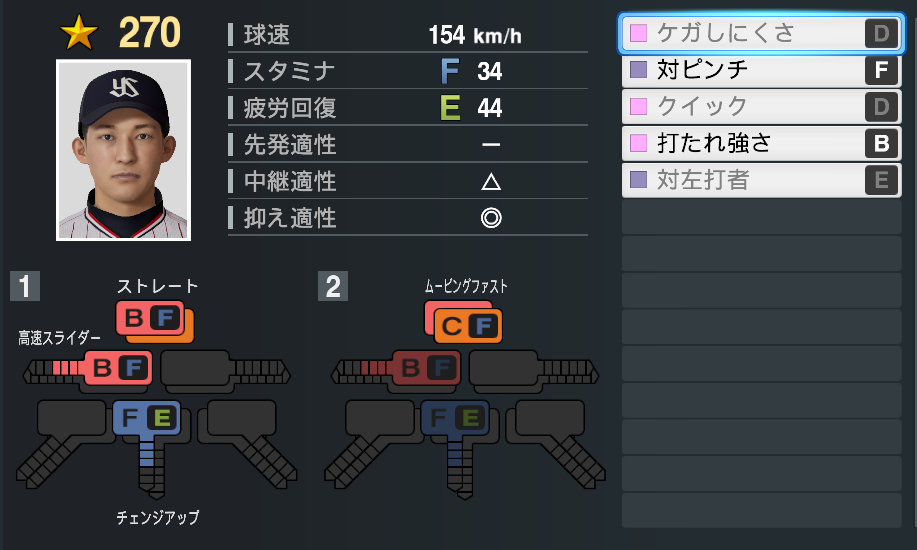 270
球速 154 km/h
スタミナ F 34
疲労回復 E 44
先発適性 ー
中継適性 △
抑え適性 ◎
ケガしにくさ D
対ピンチ F
クイック D
打たれ強さ B
対左打者 E
YS
1
ストレート
B F
高速スライダー
B F
F E
チェンジアップ
2
ムービングファスト
C F
B F
F E